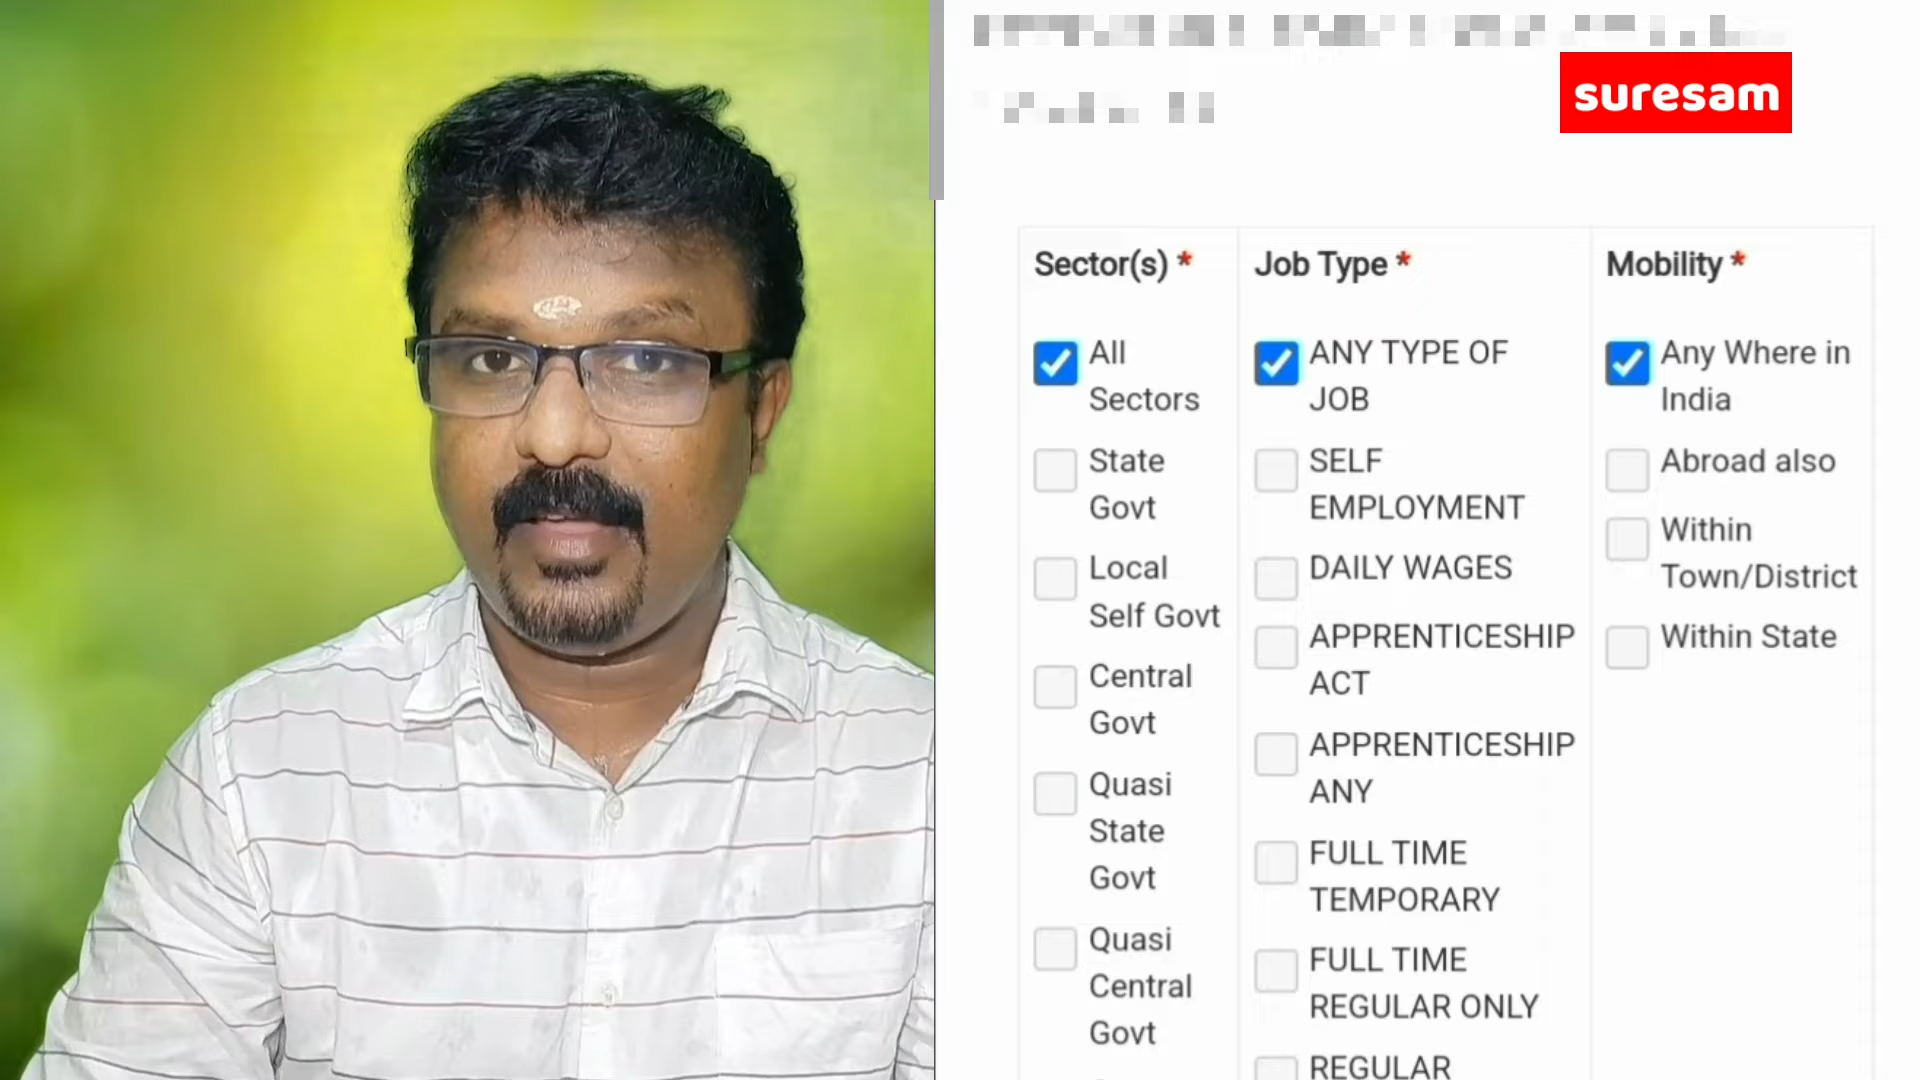 suresam
Sector(s) *
All
Sectors
State
Govt
Local
Self Govt
Central
Govt
Quasi
State
Govt
Quasi
Central
Govt
Job Type *
ANY TYPE OF
JOB
SELF
EMPLOYMENT
DAILY WAGES
APPRENTICESHIP
ACT
APPRENTICESHIP
ANY
FULL TIME
TEMPORARY
FULL TIME
REGULAR ONLY
REGULAR
Mobility *
Any Where in
India
Abroad also
Within
Town/District
Within State